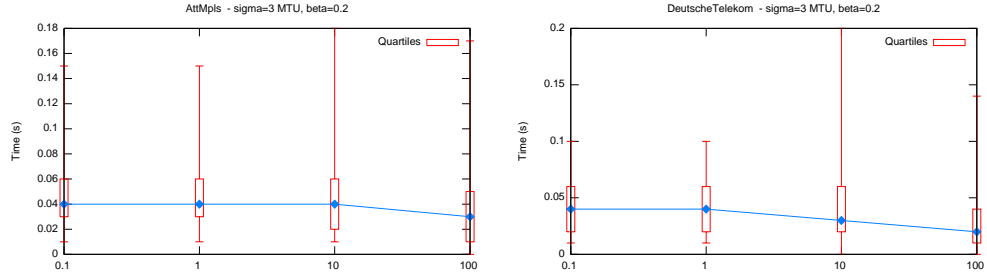 AttMpls - sigma=3 MTU, beta=0.2
0.18
0.16
0.14
0.12
0.1
0.08
0.06
0.04
0.02
0
Time (s)
Quartiles
0.1 1 10 100
DeutscheTelekom - sigma=3 MTU, beta=0.2
0.2
0.15
0.1
0.05
0
Time (s)
Quartiles
0.1 1 10 100